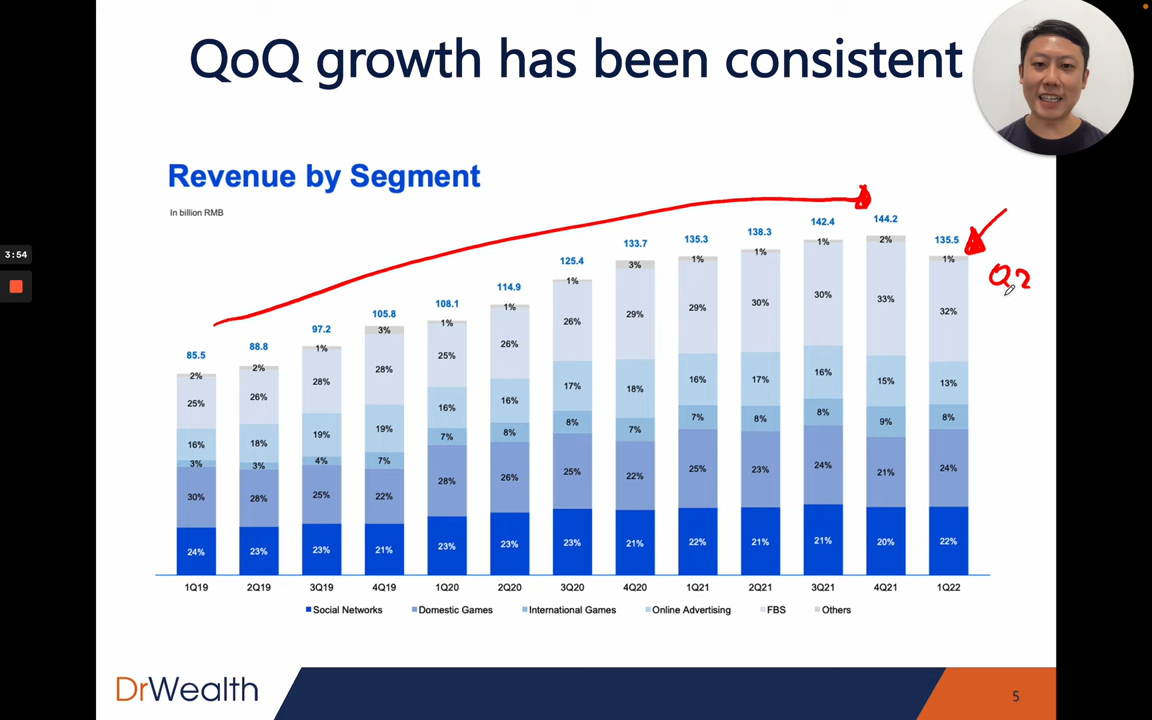 QoQ growth has been consistent
Revenue by Segment
In billion RMB
3:54
85.5 88.8 97.2 105.8 108.1 114.9 125.4 133.7 135.3 138.3 142.4 144.2 135.5
2% 2% 1% 3% 1% 1% 1% 3% 1% 1% 1% 2% 1%
25% 26% 28% 28% 25% 26% 26% 29% 29% 30% 30% 33% 32%
16% 18% 19% 19% 16% 16% 17% 18% 16% 17% 16% 15% 13%
3% 3% 4% 7% 7% 8% 8% 7% 7% 8% 8% 9% 8%
30% 28% 25% 22% 28% 26% 25% 22% 25% 23% 24% 21% 24%
24% 23% 23% 21% 23% 23% 23% 21% 22% 21% 21% 20% 22%
Q2
1Q19 2Q19 3Q19 4Q19 1Q20 2Q20 3Q20 4Q20 1Q21 2Q21 3Q21 4Q21 1Q22
Social Networks Domestic Games International Games Online Advertising FBS Others
DrWealth
5